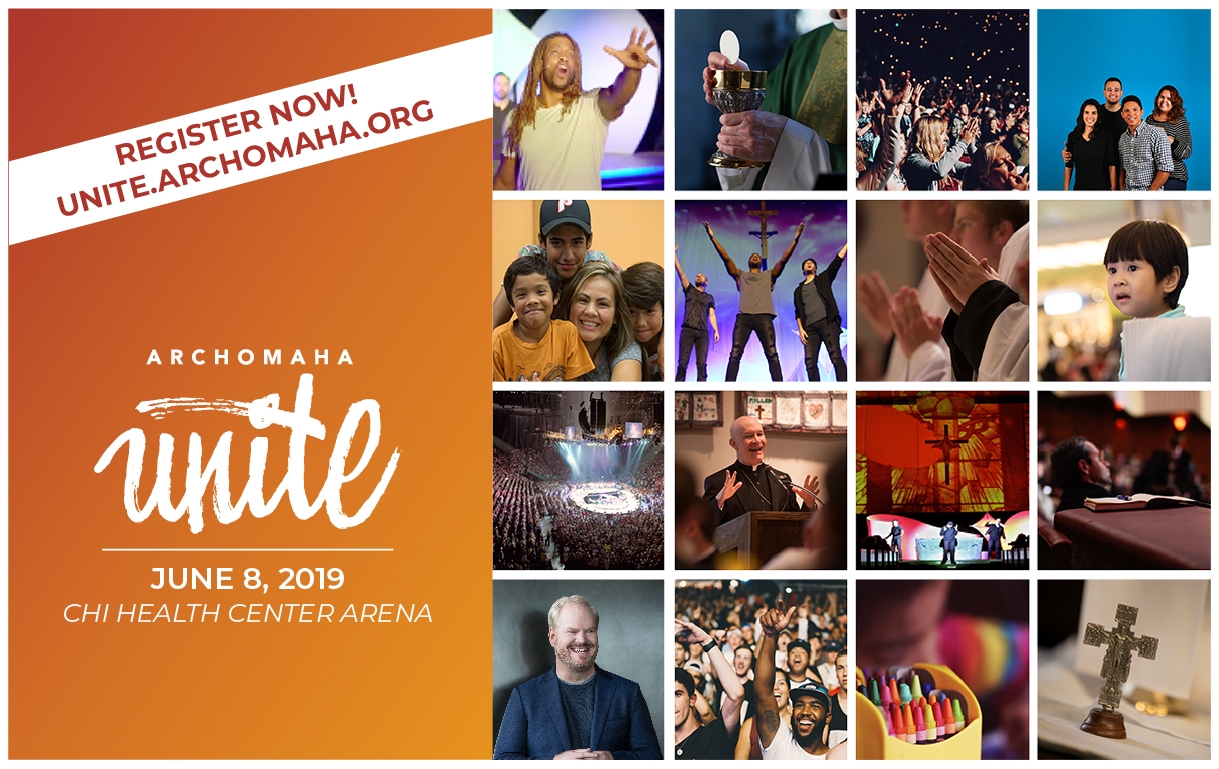 REGISTER NOW!
UNITE.ARCHOMAHA.ORG
ARCHOMAHA
unite
JUNE 8, 2019
CHI HEALTH CENTER ARENA